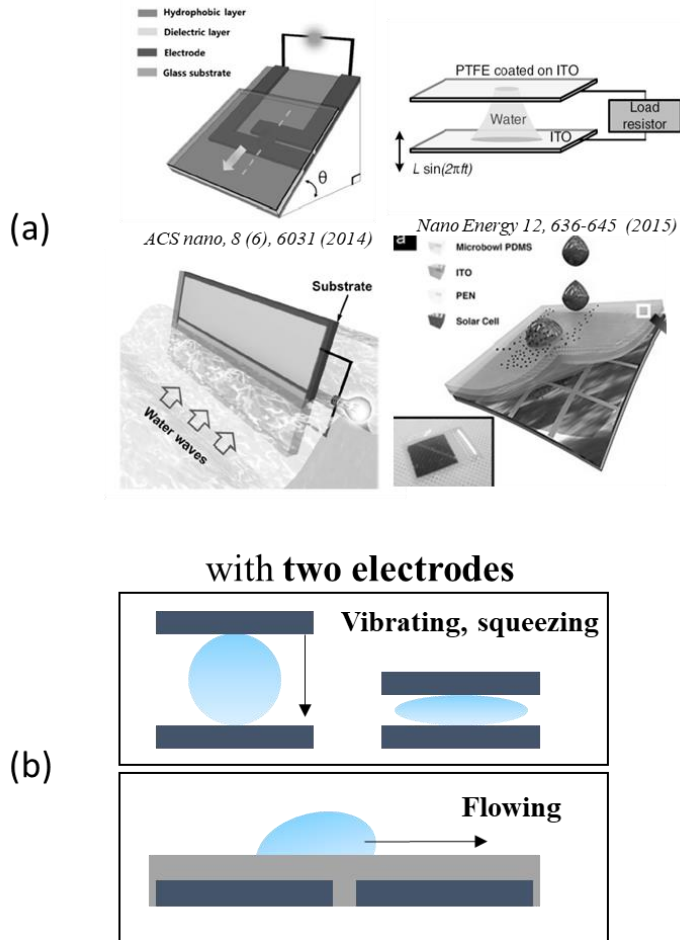 Hydrophobic layer
Dielectric layer
Electrode
Glass substrate
θ
PTFE coated on ITO
Water
ITO
Load
resistor
L sin(2πft)
(a)
ACS nano, 8 (6), 6031 (2014)
Nano Energy 12, 636-645 (2015)
Substrate
Water waves
a
Microbowl PDMS
ITO
PEN
Solar Cell
with two electrodes
(b)
Vibrating, squeezing
Flowing